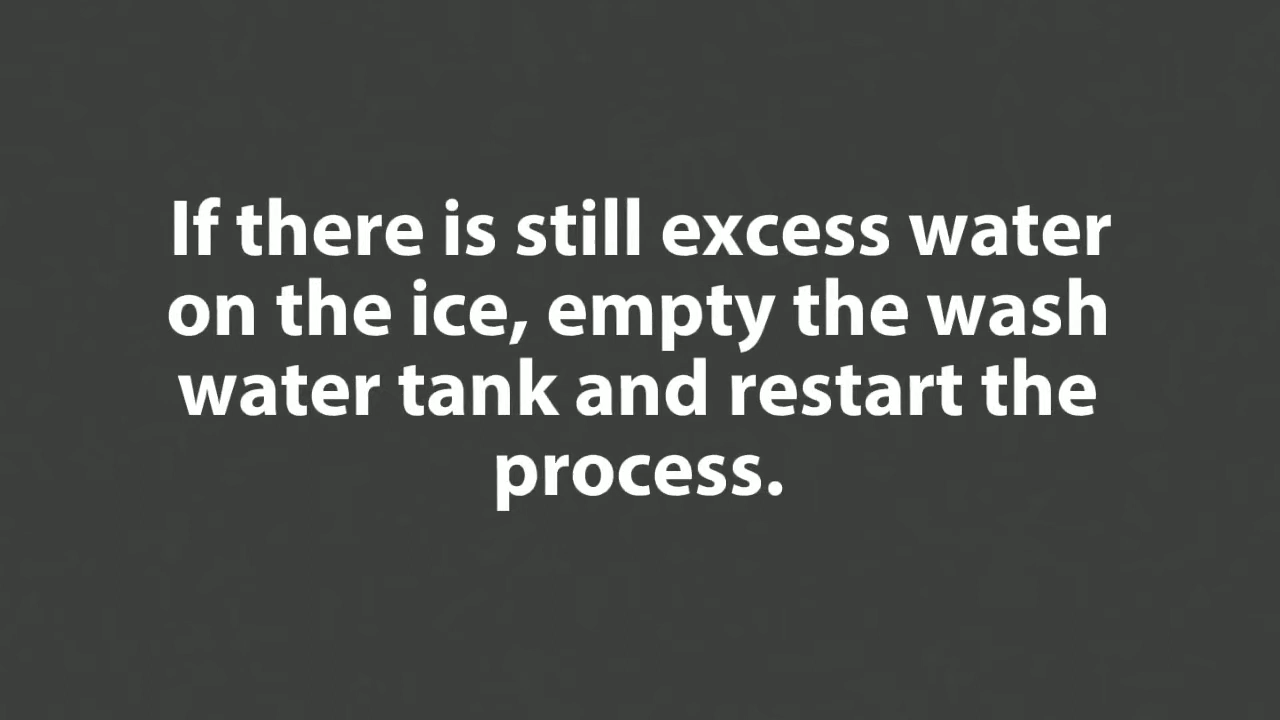 If there is still excess water
on the ice, empty the wash
water tank and restart the
process.